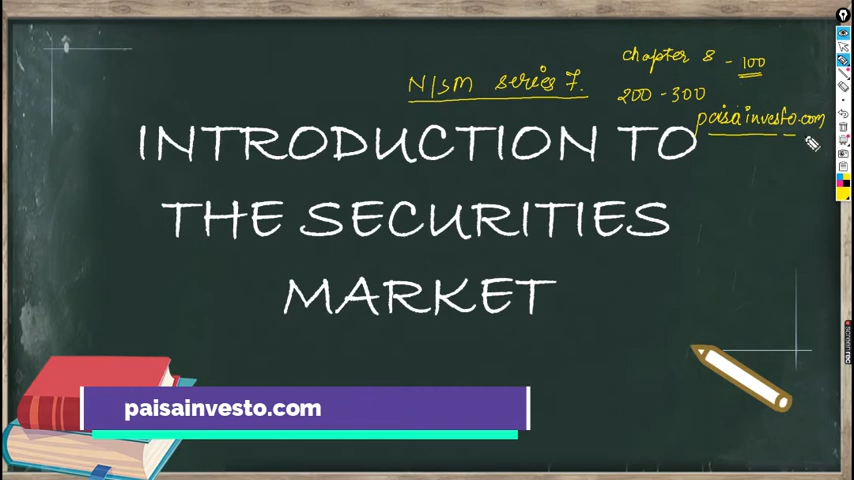 chapter 8 - 100
NISM series 7.
200 - 300
paisainvesto.com
INTRODUCTION TO
THE SECURITIES
MARKET
paisainvesto.com